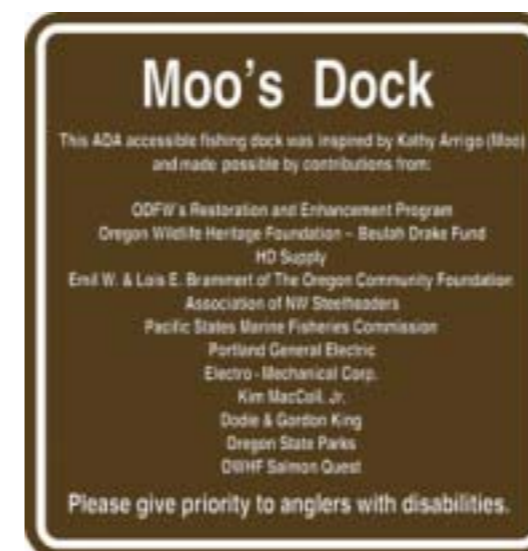 Moo's Dock
This ADA accessible fishing dock was inspired by Kathy Arrigo (Moo)
and made possible by contributions from:
ODFW's Restoration and Enhancement Program
Oregon Wildlife Heritage Foundation – Beulah Drake Fund
HD Supply
Emil W. & Lois E. Brammert of The Oregon Community Foundation
Association of NW Steelheaders
Pacific States Marine Fisheries Commission
Portland General Electric
Electro-Mechanical Corp.
Kim MacColl, Jr.
Dodie & Gordon King
Oregon State Parks
OWHF Salmon Quest
Please give priority to anglers with disabilities.